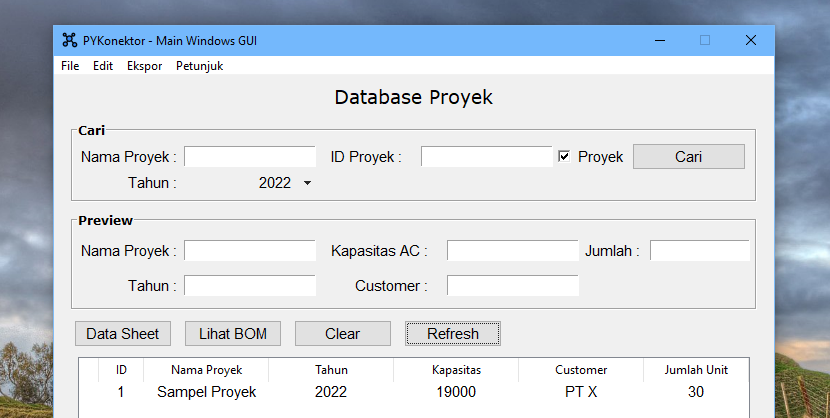 PYKonektor - Main Windows GUI
File Edit Ekspor Petunjuk
Database Proyek
Cari
Nama Proyek : ID Proyek : Proyek Cari
Tahun : 2022
Preview
Nama Proyek : Kapasitas AC : Jumlah :
Tahun : Customer :
Data Sheet Lihat BOM Clear Refresh
ID Nama Proyek Tahun Kapasitas Customer Jumlah Unit
1 Sampel Proyek 2022 19000 PT X 30